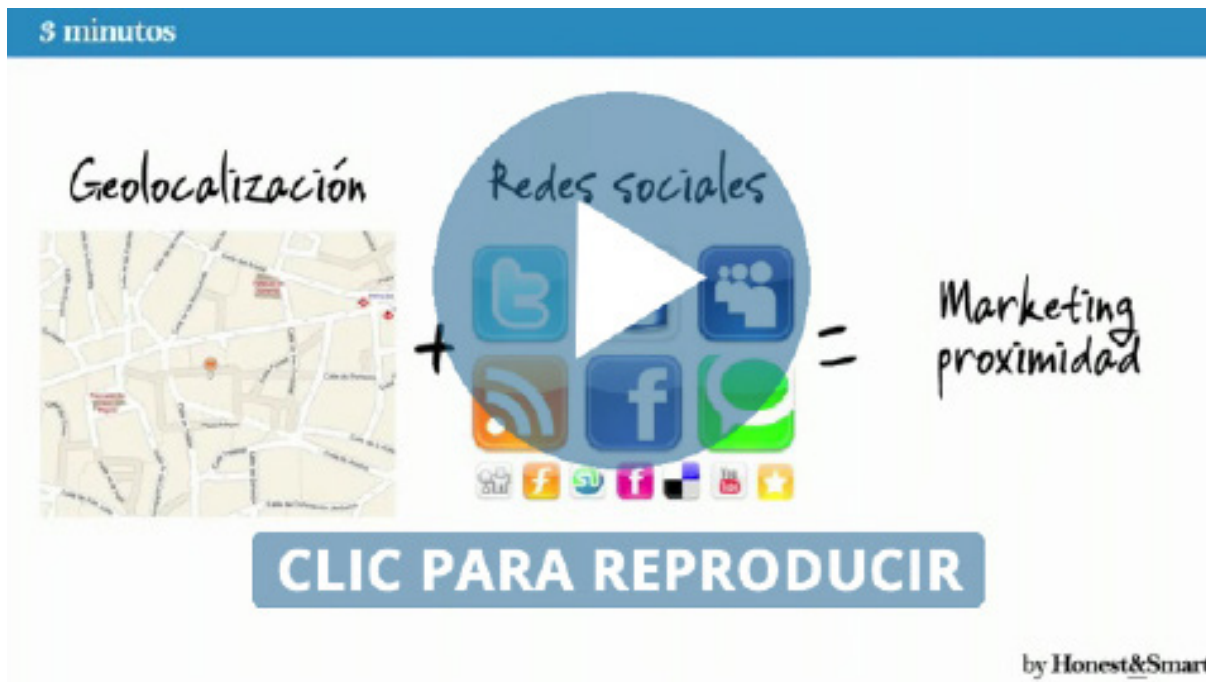 3 minutos
Geolocalización
Redes sociales
+
=
Marketing
proximidad
CLIC PARA REPRODUCIR
by Honest&Smart